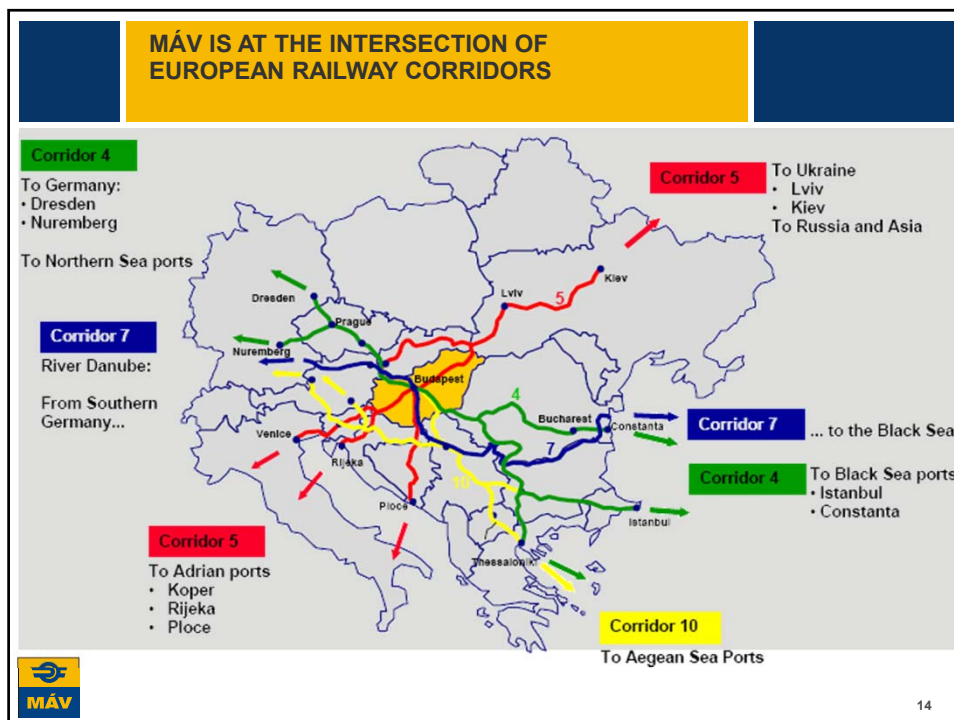 MÁV IS AT THE INTERSECTION OF
EUROPEAN RAILWAY CORRIDORS
Corridor 4
To Germany:
• Dresden
• Nuremberg
To Northern Sea ports
Corridor 7
River Danube:
From Southern
Germany...
Corridor 5
To Ukraine
• Lviv
• Kiev
To Russia and Asia
Kiev
Lviv
5
Dresden
Prague
Nuremberg
Budapest
4
Bucharest
Constanta
7
Venice
Rijeka
10
Ploce
Istanbul
Thessaloniki
Corridor 7
... to the Black Sea
Corridor 4
To Black Sea ports
• Istanbul
• Constanta
Corridor 5
To Adrian ports
• Koper
• Rijeka
• Ploce
Corridor 10
To Aegean Sea Ports
MÁV
14